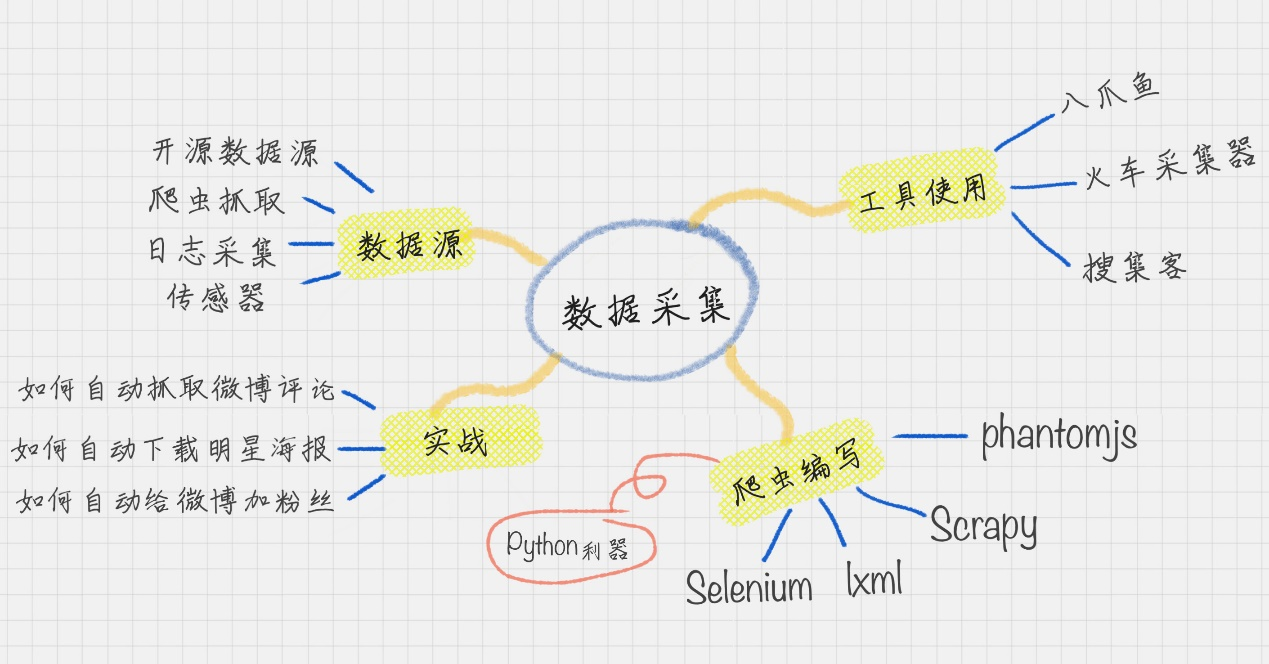 数据采集
数据源
开源数据源
爬虫抓取
日志采集
传感器
工具使用
八爪鱼
火车采集器
搜集客
实战
如何自动抓取微博评论
如何自动下载明星海报
如何自动给微博加粉丝
爬虫编写
phantomjs
Scrapy
lxml
Selenium
Python利器